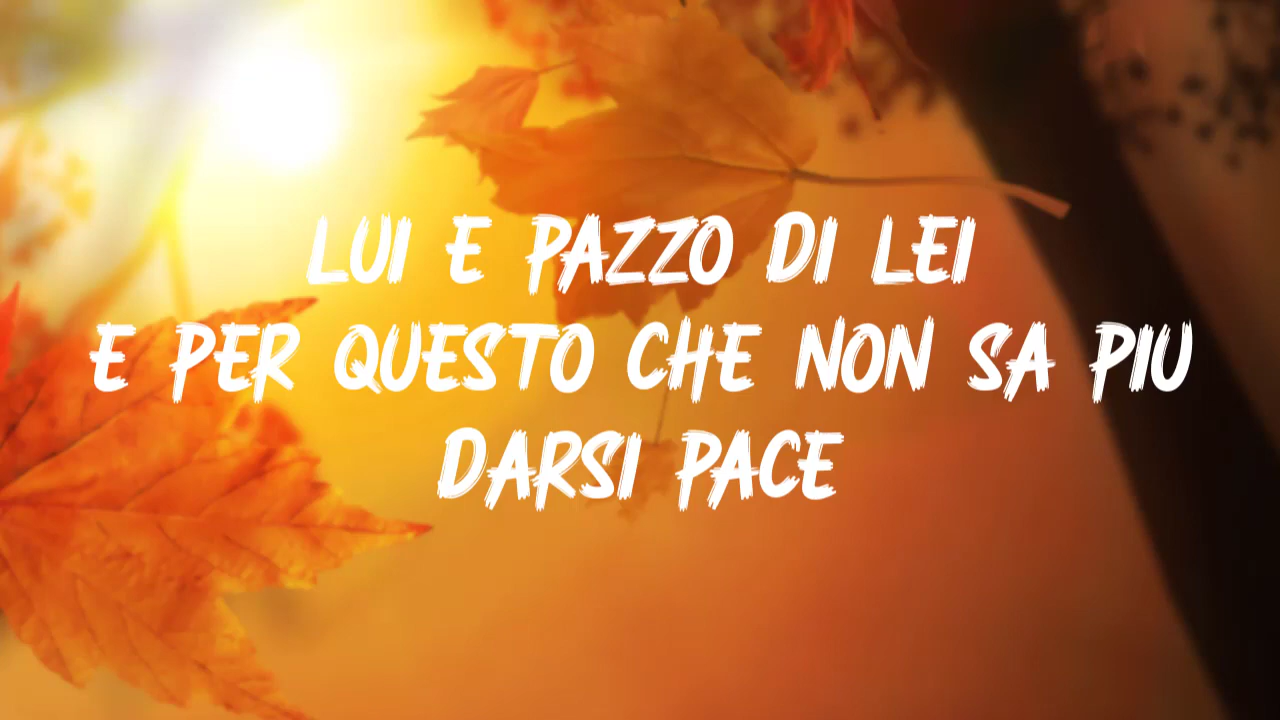 LUI E PAZZO DI LEI
E PER QUESTO CHE NON SA PIU
DARSI PACE